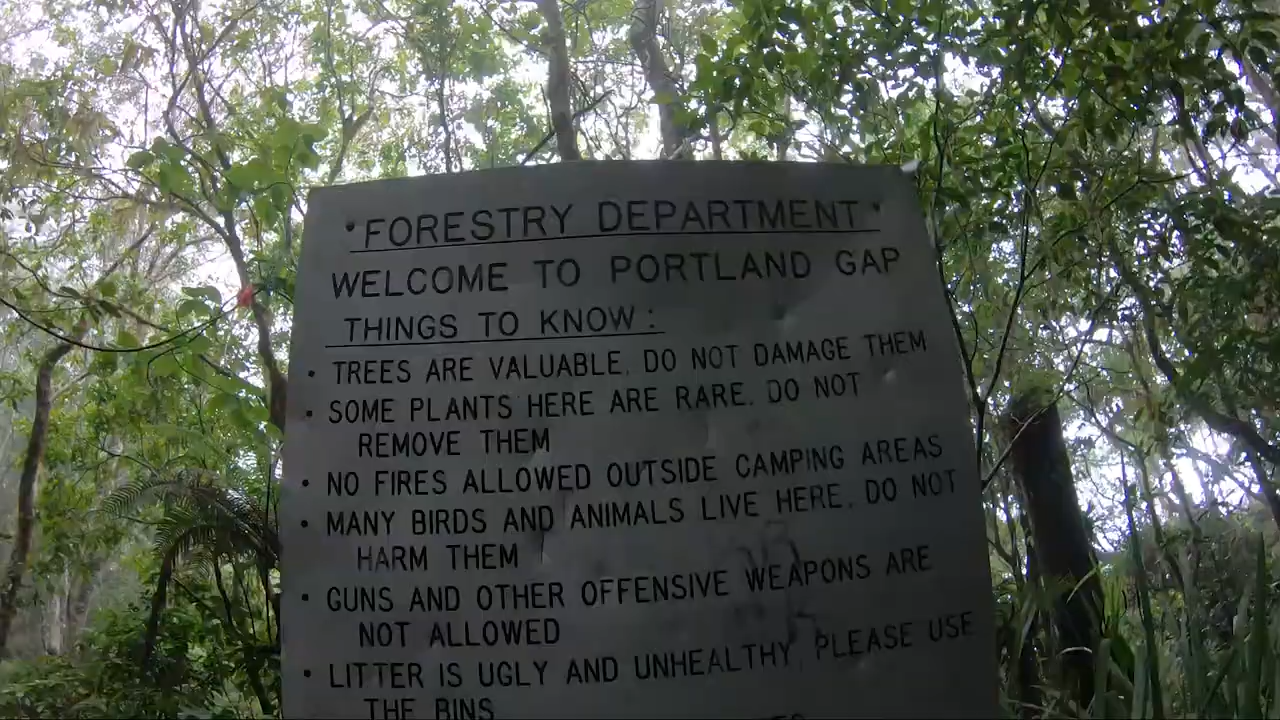 "FORESTRY DEPARTMENT"
WELCOME TO PORTLAND GAP
THINGS TO KNOW:
• TREES ARE VALUABLE, DO NOT DAMAGE THEM
• SOME PLANTS HERE ARE RARE. DO NOT
REMOVE THEM
• NO FIRES ALLOWED OUTSIDE CAMPING AREAS
• MANY BIRDS AND ANIMALS LIVE HERE, DO NOT
HARM THEM
• GUNS AND OTHER OFFENSIVE WEAPONS ARE
NOT ALLOWED
• LITTER IS UGLY AND UNHEALTHY, PLEASE USE
THE BINS